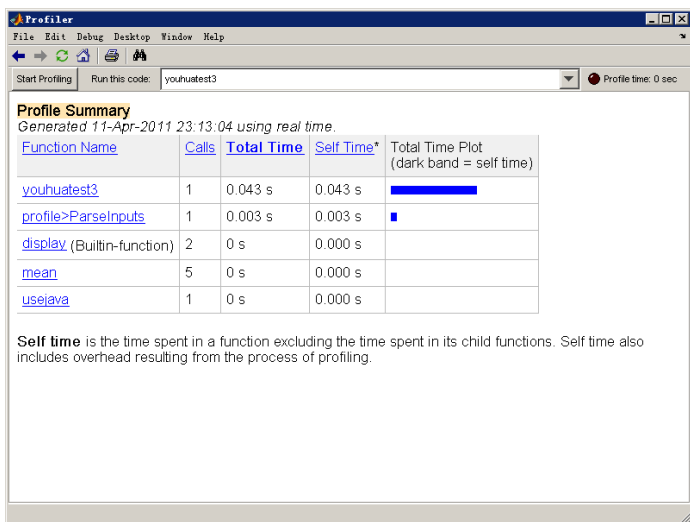 Profiler
File Edit Debug Desktop Window Help
Start Profiling Run this code: youhuatest3 Profile time: 0 sec
Profile Summary
Generated 11-Apr-2011 23:13:04 using real time.
Function Name Calls Total Time Self Time* Total Time Plot
(dark band = self time)
youhuatest3 1 0.043 s 0.043 s
profile>ParseInputs 1 0.003 s 0.003 s
display (Builtin-function) 2 0 s 0.000 s
mean 5 0 s 0.000 s
usejava 1 0 s 0.000 s
Self time is the time spent in a function excluding the time spent in its child functions. Self time also
includes overhead resulting from the process of profiling.